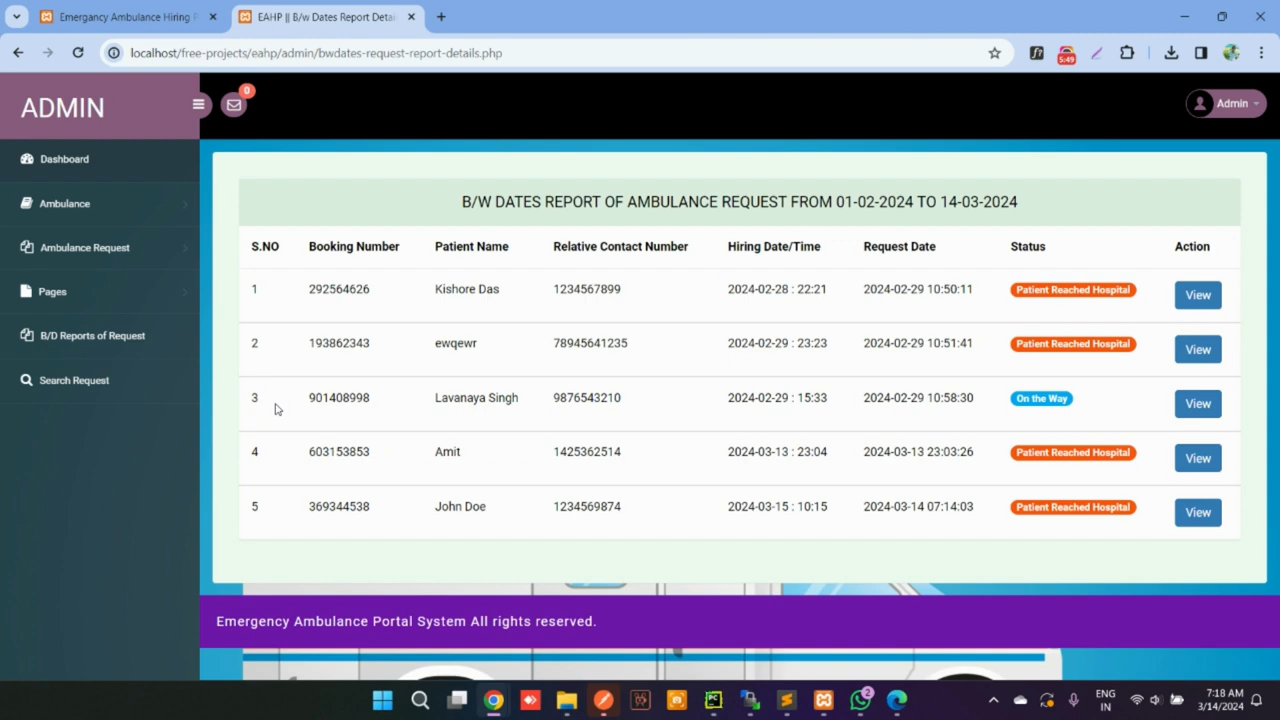 Emergancy Ambulance Hiring P
EAHP || B/w Dates Report Detai
localhost/free-projects/eahp/admin/bwdates-request-report-details.php
5:49
ADMIN
0
Admin
Dashboard
Ambulance
Ambulance Request
Pages
B/D Reports of Request
Search Request
B/W DATES REPORT OF AMBULANCE REQUEST FROM 01-02-2024 TO 14-03-2024
S.NO Booking Number Patient Name Relative Contact Number Hiring Date/Time Request Date Status Action
1 292564626 Kishore Das 1234567899 2024-02-28 : 22:21 2024-02-29 10:50:11 Patient Reached Hospital View
2 193862343 ewqewr 78945641235 2024-02-29 : 23:23 2024-02-29 10:51:41 Patient Reached Hospital View
3 901408998 Lavanaya Singh 9876543210 2024-02-29 : 15:33 2024-02-29 10:58:30 On the Way View
4 603153853 Amit 1425362514 2024-03-13 : 23:04 2024-03-13 23:03:26 Patient Reached Hospital View
5 369344538 John Doe 1234569874 2024-03-15 : 10:15 2024-03-14 07:14:03 Patient Reached Hospital View
Emergency Ambulance Portal System All rights reserved.
2
ENG
IN
7:18 AM
3/14/2024